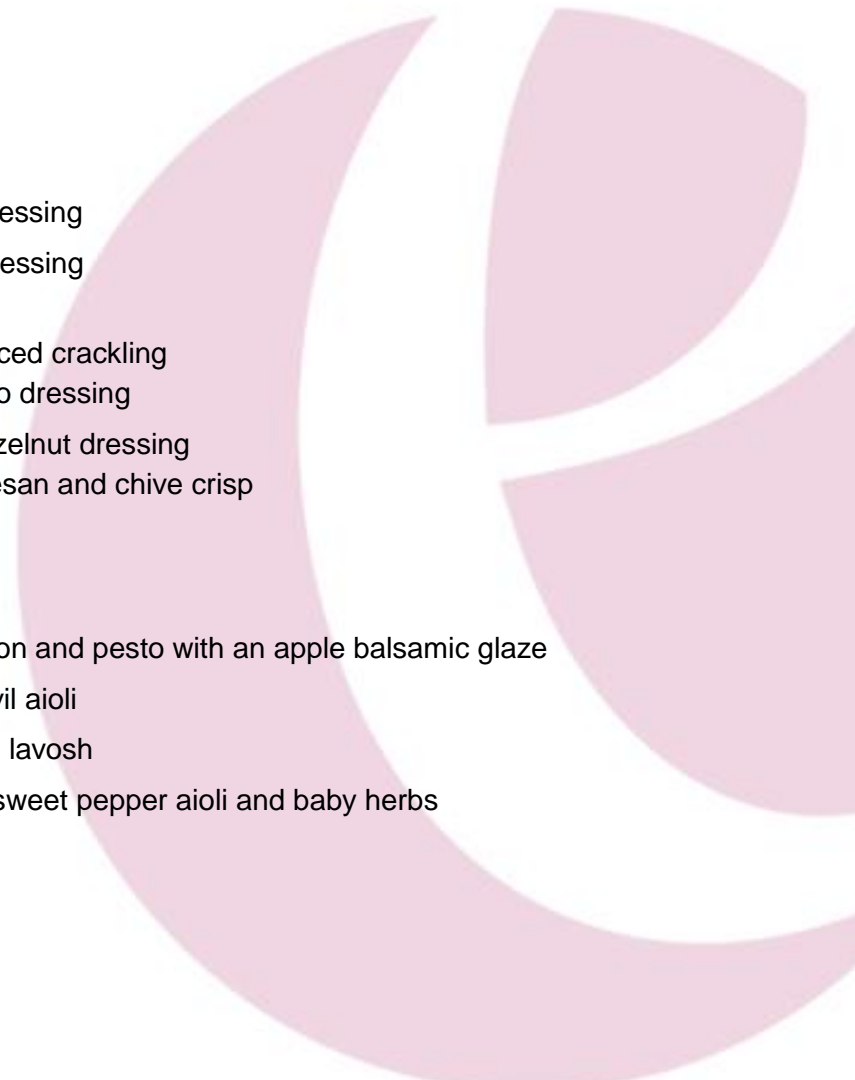 essing
essing
ced crackling
o dressing
zelnut dressing
esan and chive crisp
on and pesto with an apple balsamic glaze
vil aioli
lavosh
sweet pepper aioli and baby herbs